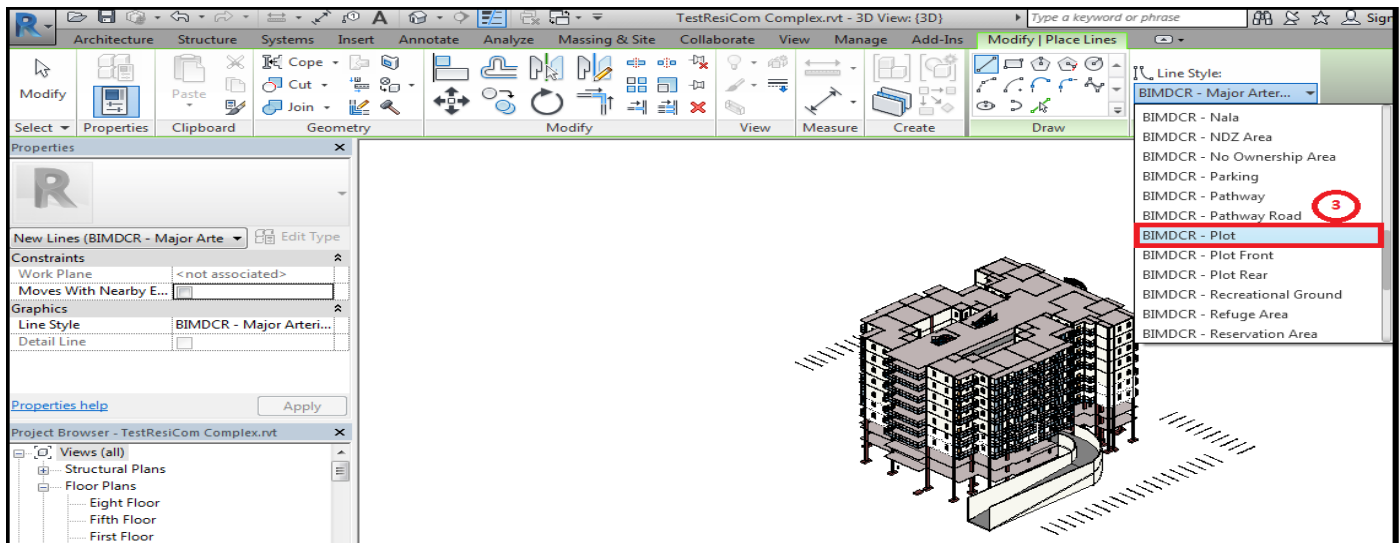 TestResiCom Complex.rvt - 3D View: {3D}
Type a keyword or phrase
Sign
Architecture Structure Systems Insert Annotate Analyze Massing & Site Collaborate View Manage Add-Ins Modify | Place Lines
Modify
Paste
Cope
Cut
Join
Line Style:
BIMDCR - Major Arter...
Select Properties Clipboard Geometry Modify View Measure Create Draw
BIMDCR - Nala
BIMDCR - NDZ Area
BIMDCR - No Ownership Area
BIMDCR - Parking
BIMDCR - Pathway
BIMDCR - Pathway Road
3
BIMDCR - Plot
BIMDCR - Plot Front
BIMDCR - Plot Rear
BIMDCR - Recreational Ground
BIMDCR - Refuge Area
BIMDCR - Reservation Area
Properties
New Lines (BIMDCR - Major Arte
Edit Type
Constraints
Work Plane <not associated>
Moves With Nearby E...
Graphics
Line Style BIMDCR - Major Arteri...
Detail Line
Properties help
Apply
Project Browser - TestResiCom Complex.rvt
Views (all)
Structural Plans
Floor Plans
Eight Floor
Fifth Floor
First Floor